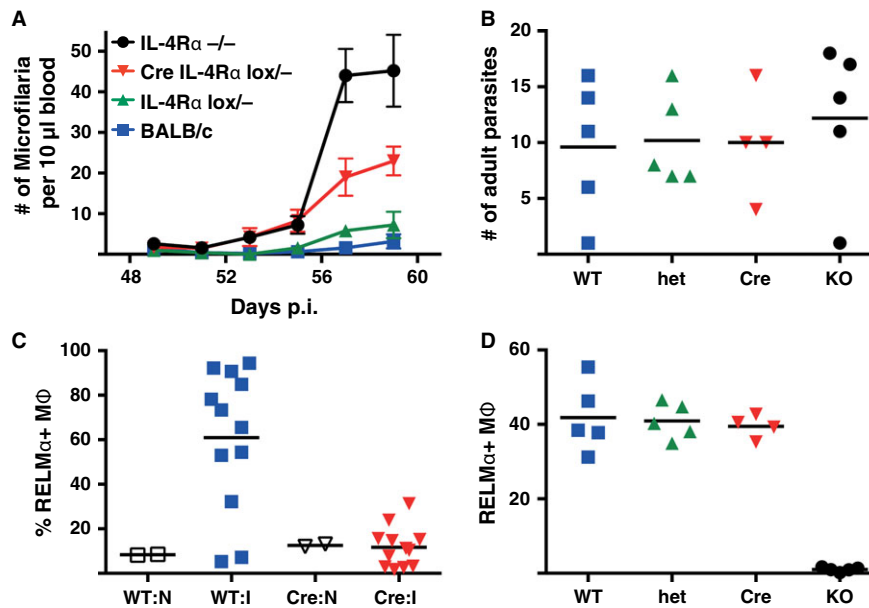 A
# of Microfilaria
per 10 µl blood
50
40
30
20
10
48 52 56 60
Days p.i.
IL-4Rα –/–
Cre IL-4Rα lox/–
IL-4Rα lox/–
BALB/c
B
# of adult parasites
20
15
10
5
WT het Cre KO
C
% RELMα+ MΦ
100
80
60
40
20
WT:N WT:I Cre:N Cre:I
D
RELMα+ MΦ
60
40
20
WT het Cre KO